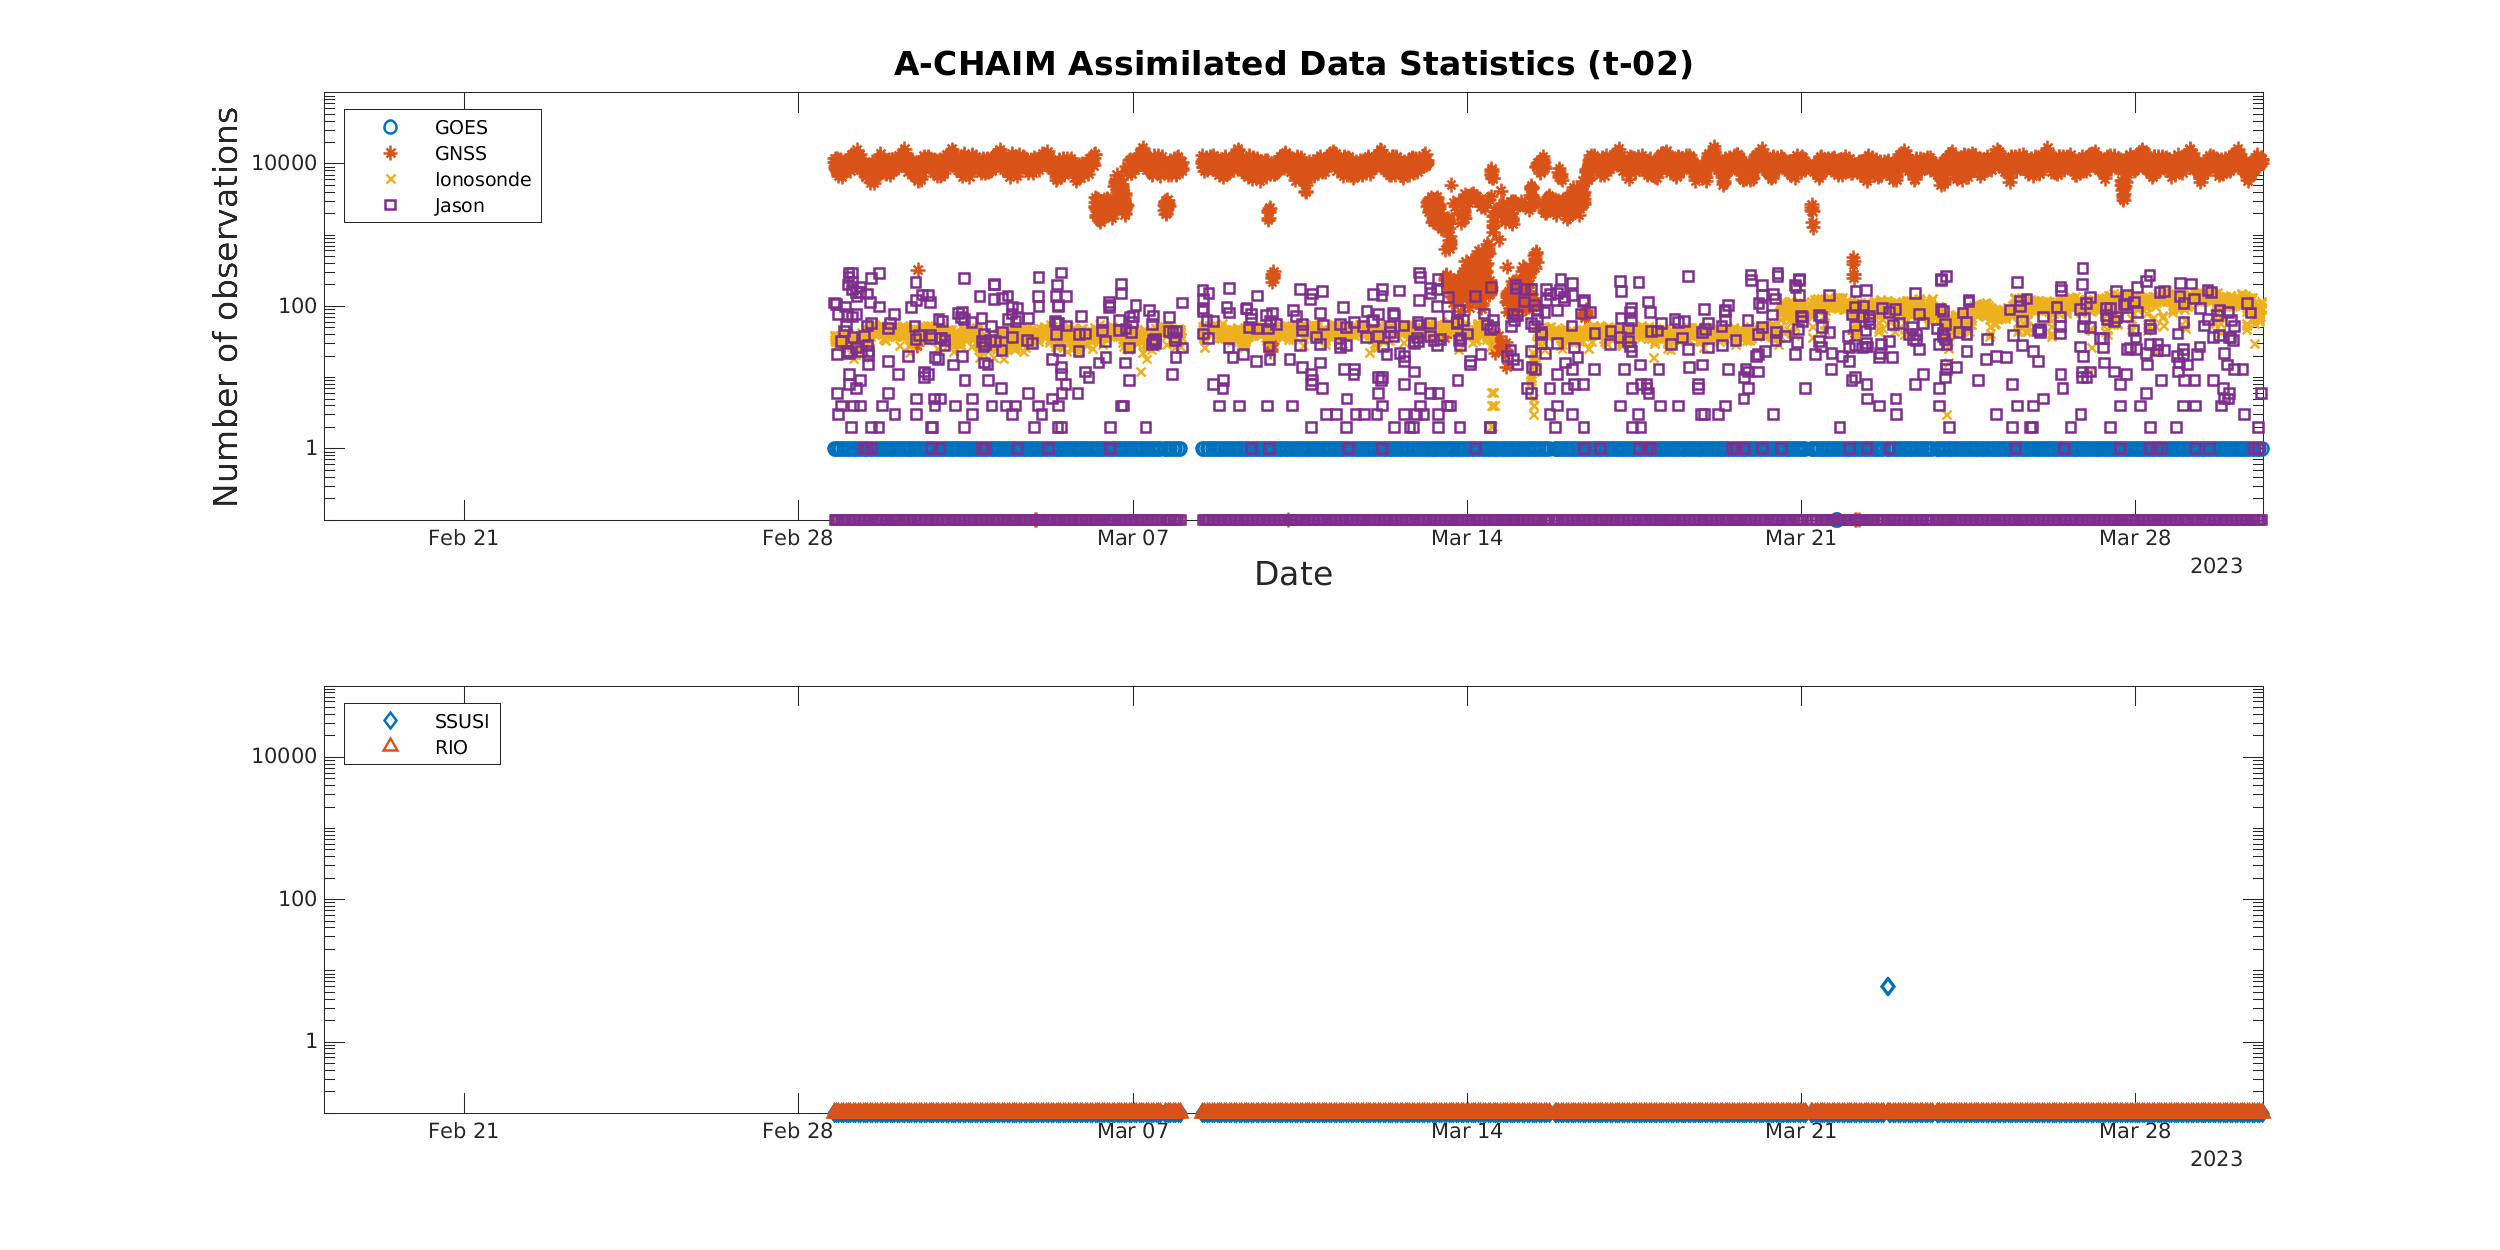 A-CHAIM Assimilated Data Statistics (t-02)
Number of observations
10000
100
1
GOES
GNSS
Ionosonde
Jason
Feb 21
Feb 28
Mar 07
Mar 14
Mar 21
Mar 28
2023
Date
10000
100
1
SSUSI
RIO
Feb 21
Feb 28
Mar 07
Mar 14
Mar 21
Mar 28
2023